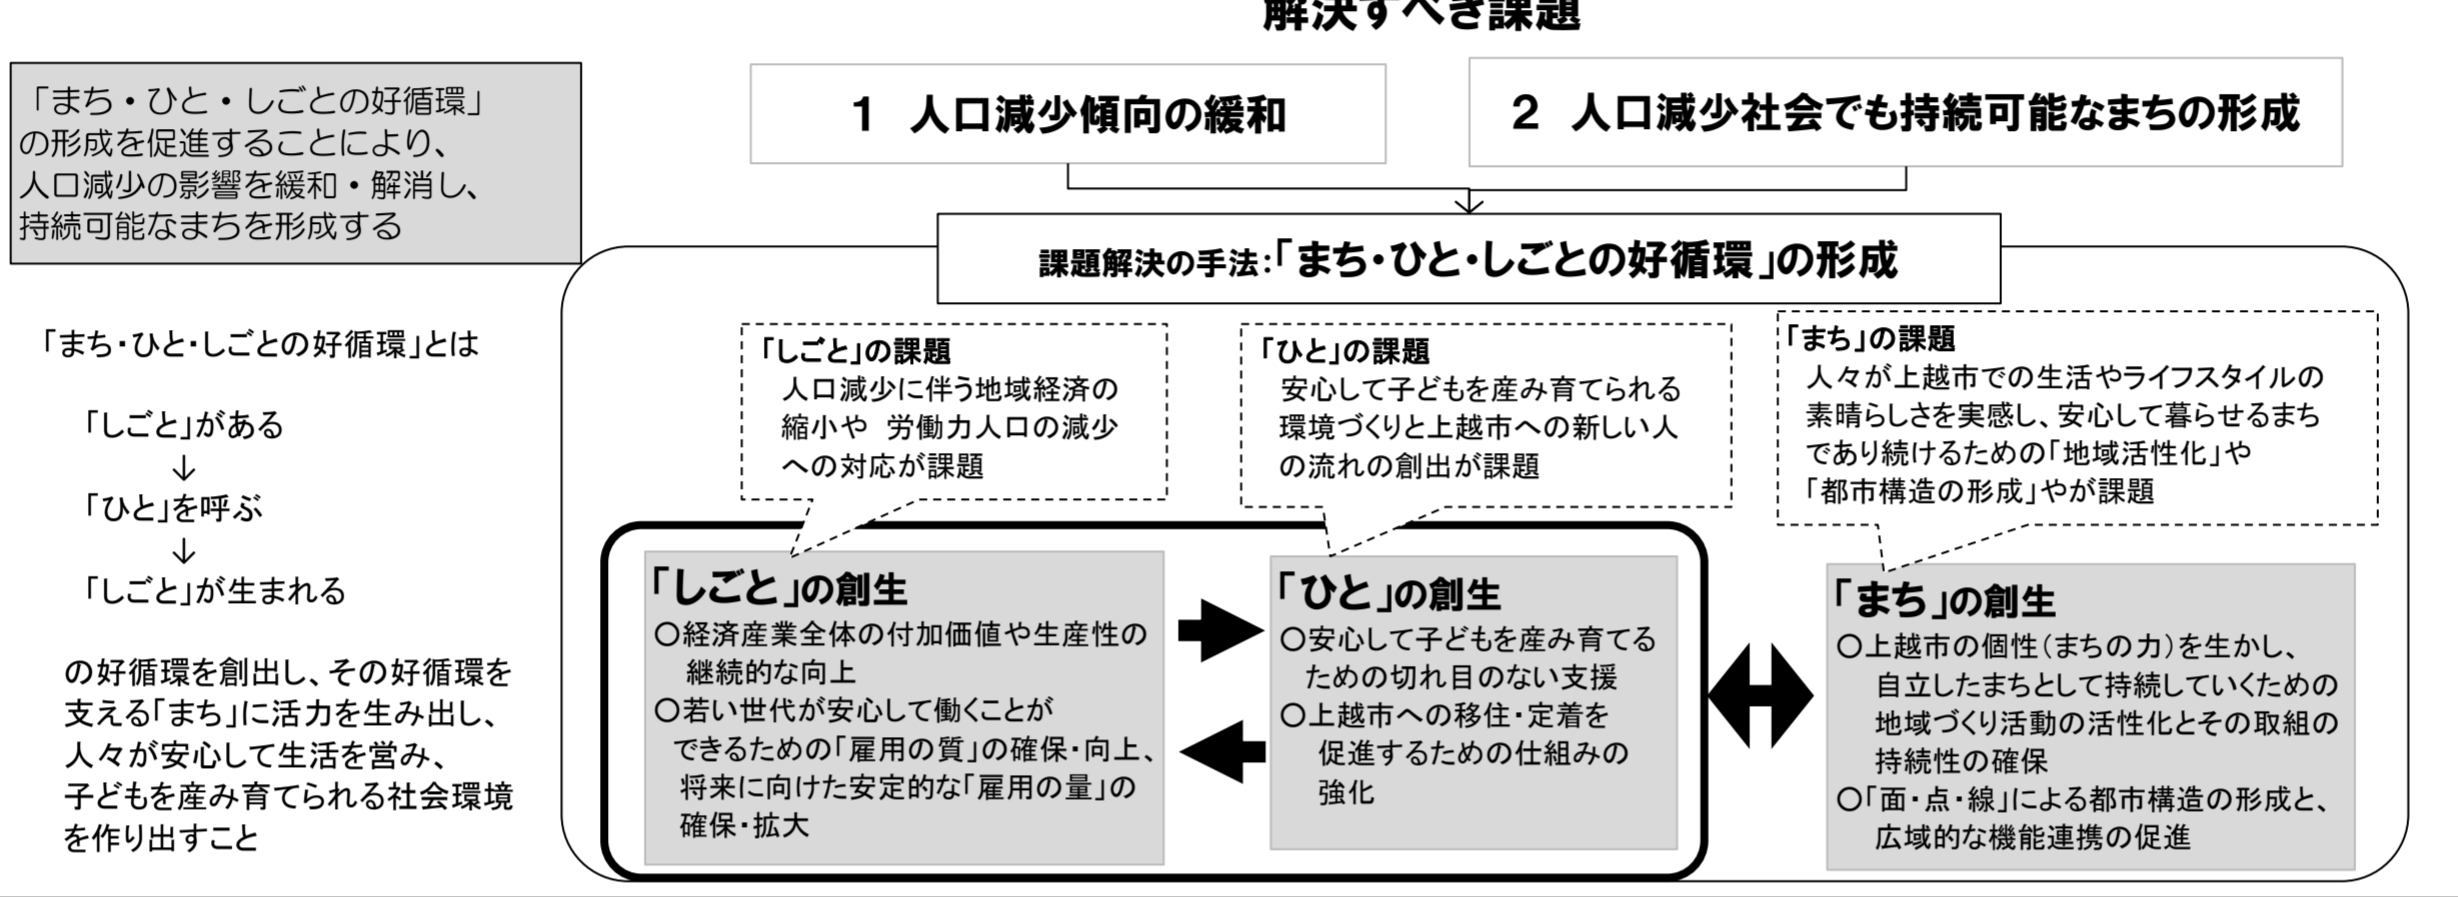 解決すべき課題
「まち・ひと・しごとの好循環」
の形成を促進することにより、
人口減少の影響を緩和・解消し、
持続可能なまちを形成する
1 人口減少傾向の緩和
2 人口減少社会でも持続可能なまちの形成
課題解決の手法:「まち・ひと・しごとの好循環」の形成
「まち・ひと・しごとの好循環」とは
「しごと」がある
↓
「ひと」を呼ぶ
↓
「しごと」が生まれる
の好循環を創出し、その好循環を
支える「まち」に活力を生み出し、
人々が安心して生活を営み、
子どもを産み育てられる社会環境
を作り出すこと
「しごと」の課題
人口減少に伴う地域経済の
縮小や 労働力人口の減少
への対応が課題
「ひと」の課題
安心して子どもを産み育てられる
環境づくりと上越市への新しい人
の流れの創出が課題
「まち」の課題
人々が上越市での生活やライフスタイルの
素晴らしさを実感し、安心して暮らせるまち
であり続けるための「地域活性化」や
「都市構造の形成」やが課題
「しごと」の創生
○経済産業全体の付加価値や生産性の
継続的な向上
○若い世代が安心して働くことが
できるための「雇用の質」の確保・向上、
将来に向けた安定的な「雇用の量」の
確保・拡大
「ひと」の創生
○安心して子どもを産み育てる
ための切れ目のない支援
○上越市への移住・定着を
促進するための仕組みの
強化
「まち」の創生
○上越市の個性(まちの力)を生かし、
自立したまちとして持続していくための
地域づくり活動の活性化とその取組の
持続性の確保
○「面・点・線」による都市構造の形成と、
広域的な機能連携の促進